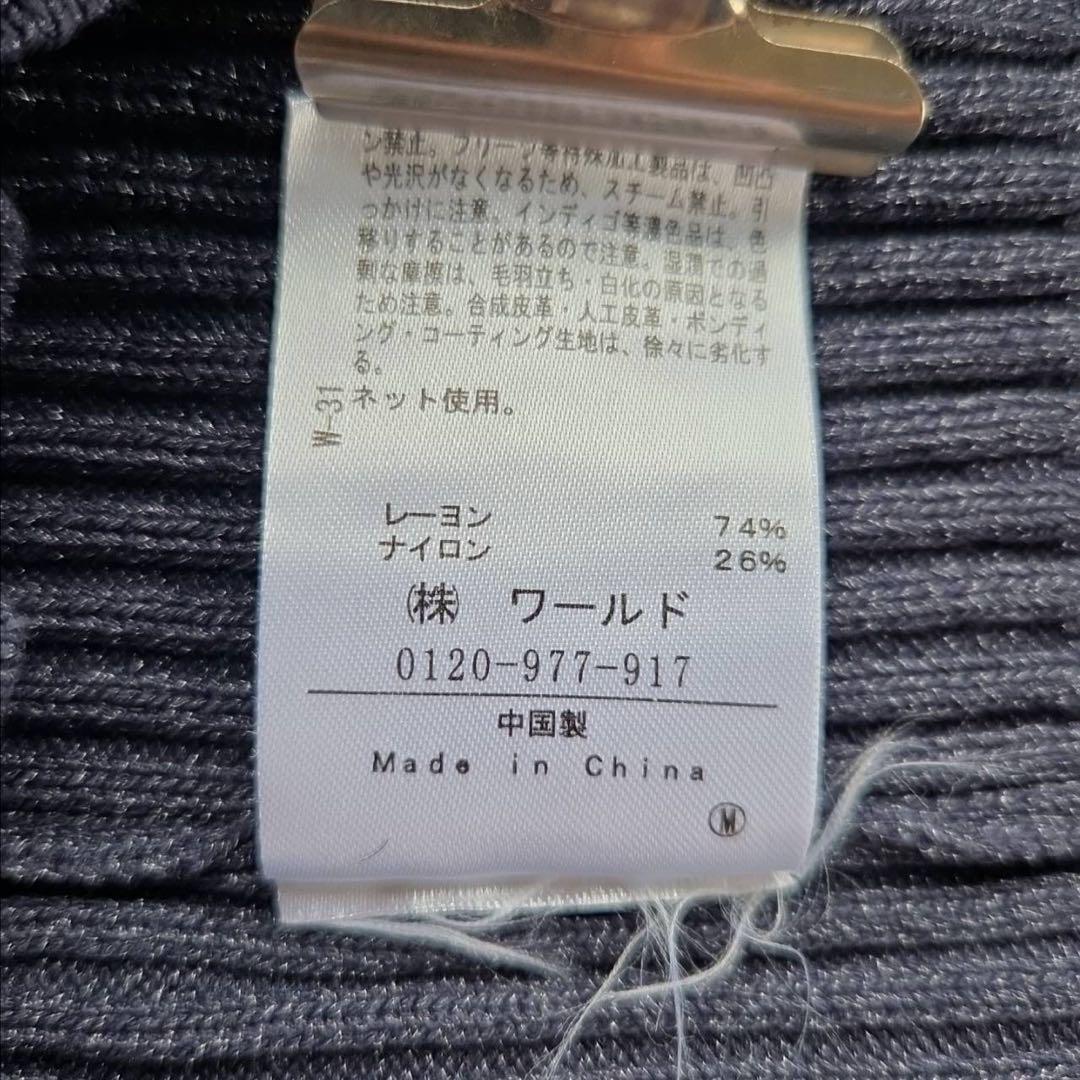 ン禁止。プリーツ等特殊加工製品は、凹凸
や光沢がなくなるため、スチーム禁止。引
っかけに注意。インディゴ等濃色品は、色
移りすることがあるので注意。湿潤での過
剰な摩擦は、毛羽立ち・白化の原因となる
ため注意。合成皮革・人工皮革・ボンディ
ング・コーティング生地は、徐々に劣化す
る。
W-31
ネット使用。
レーヨン 74%
ナイロン 26%
㈱ ワールド
0120-977-917
中国製
Made in China
Ⓜ